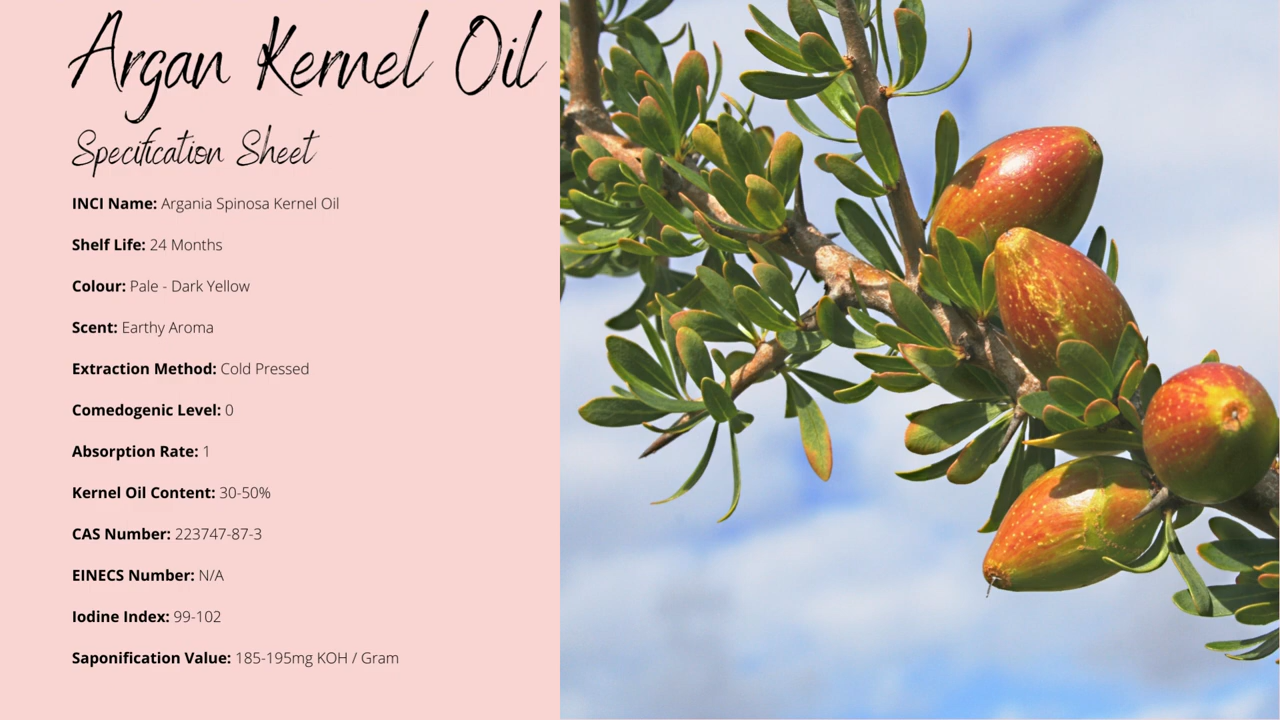 Argan Kernel Oil
Specification Sheet
INCI Name: Argania Spinosa Kernel Oil
Shelf Life: 24 Months
Colour: Pale - Dark Yellow
Scent: Earthy Aroma
Extraction Method: Cold Pressed
Comedogenic Level: 0
Absorption Rate: 1
Kernel Oil Content: 30-50%
CAS Number: 223747-87-3
EINECS Number: N/A
Iodine Index: 99-102
Saponification Value: 185-195mg KOH / Gram